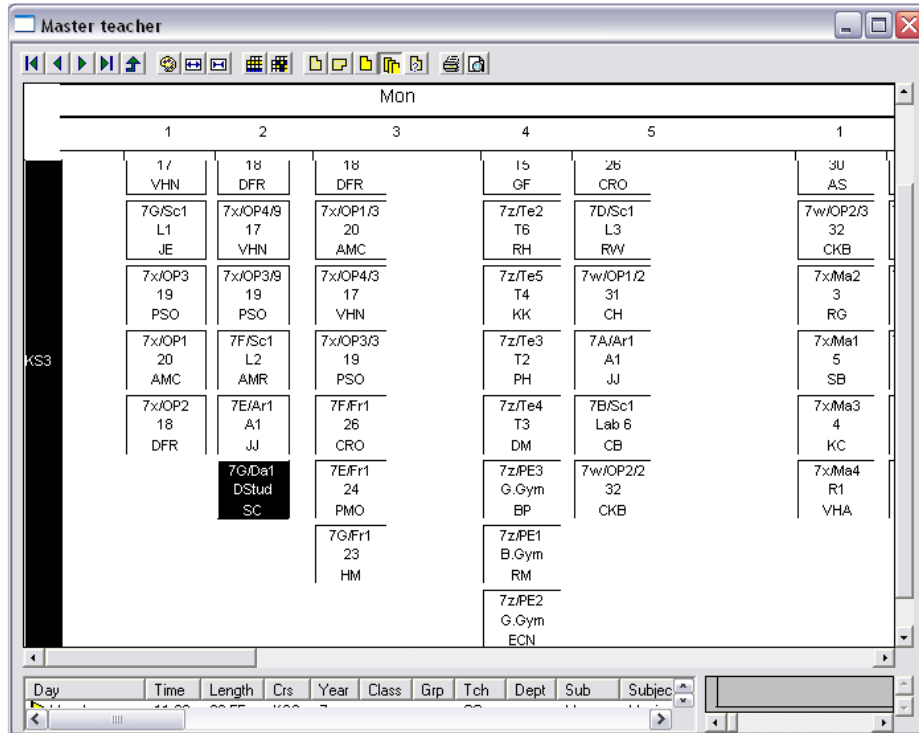 Master teacher
Mon
1 2 3 4 5 1
17 18 18 15 26 30
VHN DFR DFR GF CRO AS
7G/Sc1 7x/OP4/9 7x/OP1/3 7z/Te2 7D/Sc1 7w/OP2/3
L1 17 20 T6 L3 32
JE VHN AMC RH RW CKB
7x/OP3 7x/OP3/9 7x/OP4/3 7z/Te5 7w/OP1/2 7x/Ma2
19 19 17 T4 31 3
PSO PSO VHN KK CH RG
7x/OP1 7F/Sc1 7x/OP3/3 7z/Te3 7A/Ar1 7x/Ma1
KS3 20 L2 19 T2 A1 5
AMC AMR PSO PH JJ SB
7x/OP2 7E/Ar1 7F/Fr1 7z/Te4 7B/Sc1 7x/Ma3
18 A1 26 T3 Lab 6 4
DFR JJ CRO DM CB KC
7G/Da1 7E/Fr1 7z/PE3 7w/OP2/2 7x/Ma4
DStud 24 G.Gym 32 R1
SC PMO BP CKB VHA
7G/Fr1 7z/PE1
23 B.Gym
HM RM
7z/PE2
G.Gym
ECN
Day Time Length Crs Year Class Grp Tch Dept Sub Subjec